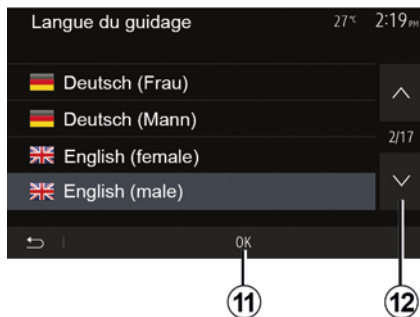 Langue du guidage 27°C 2:19PM
Deutsch (Frau)
Deutsch (Mann)
2/17
English (female)
English (male)
OK
11 12